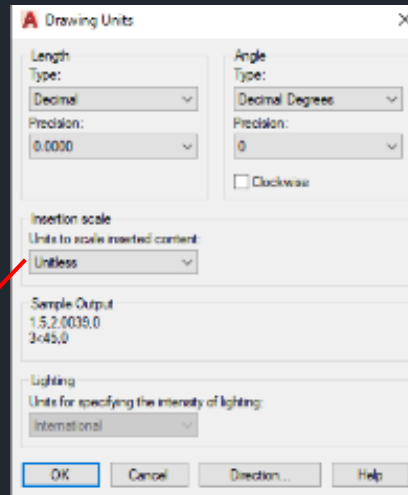 Drawing Units
Length
Type:
Decimal
Precision:
0.0000
Angle
Type:
Decimal Degrees
Precision:
0
Clockwise
Insertion scale
Units to scale inserted content:
Unitless
Sample Output
1.5,2.0039,0
3<45,0
Lighting
Units for specifying the intensity of lighting:
International
OK Cancel Direction... Help